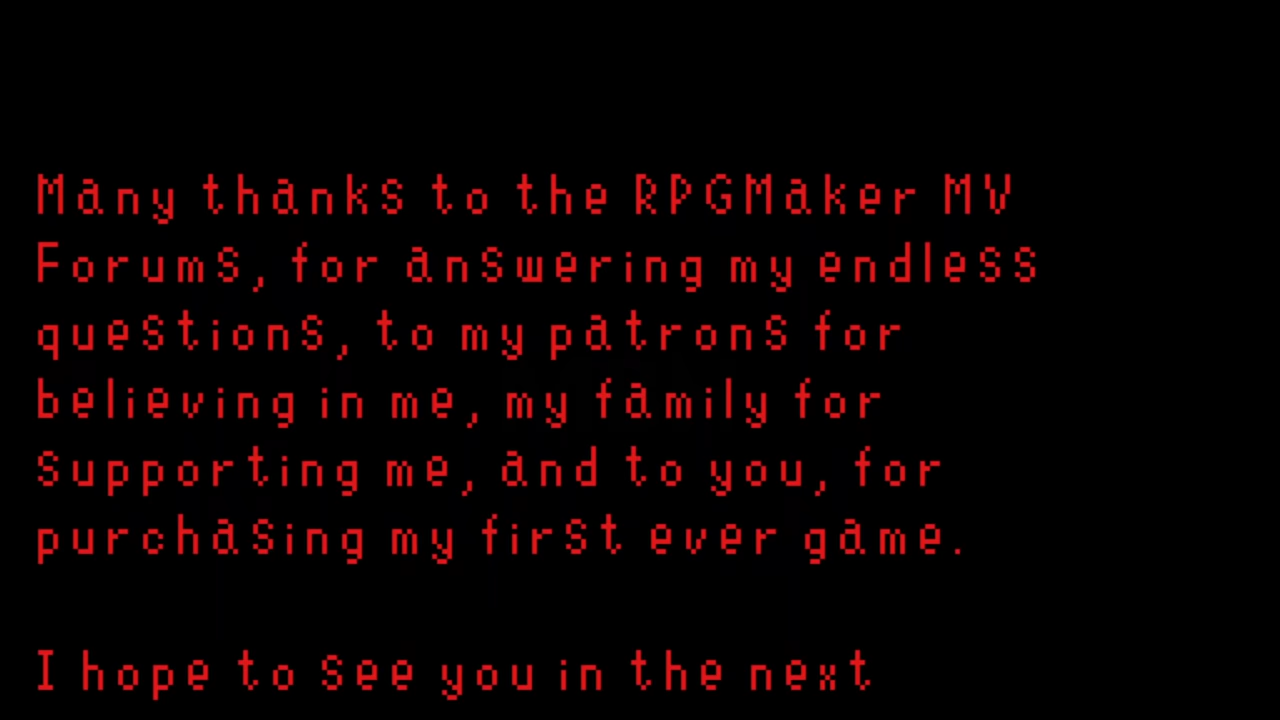 Many thanks to the RPGMaker MV
Forums, for answering my endless
questions, to my patrons for
believing in me, my family for
supporting me, and to you, for
purchasing my first ever game.
I hope to see you in the next